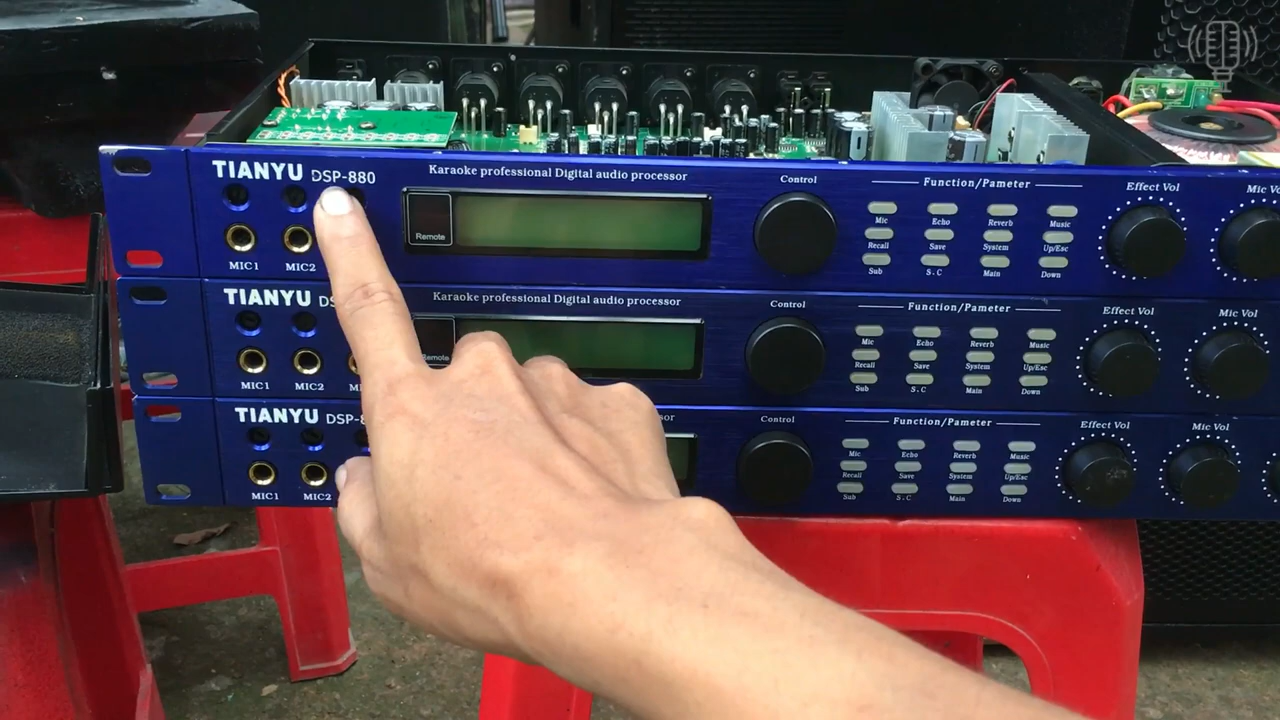 TIANYU DSP-880
Karaoke professional Digital audio processor
Control
Function/Pameter
Effect Vol
Mic Vo
Remote
Mic Echo Reverb Music
Recall Save System Up/Esc
Sub S.C Main Down
MIC1 MIC2
TIANYU
Karaoke professional Digital audio processor
Control
Function/Pameter
Effect Vol
Mic Vol
Remote
Mic Echo Reverb Music
Recall Save System Up/Esc
Sub S.C Main Down
MIC1 MIC2
TIANYU DSP-8
Control
Function/Pameter
Effect Vol
Mic Vol
Mic Echo Reverb Music
Recall Save System Up/Esc
Sub S.C Main Down
MIC1 MIC2